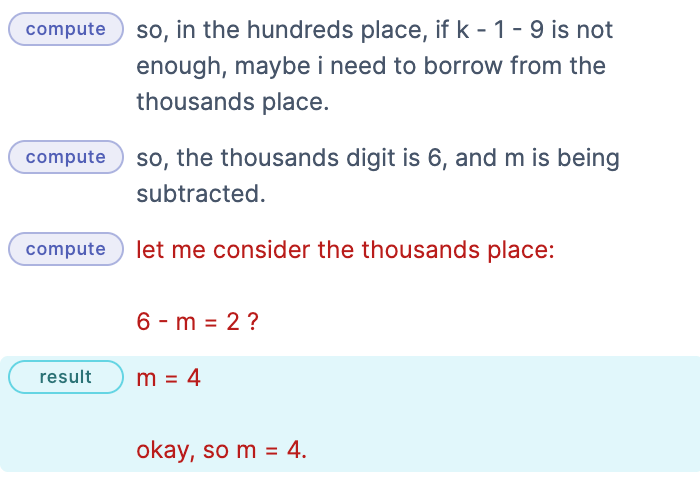 compute
so, in the hundreds place, if k - 1 - 9 is not
enough, maybe i need to borrow from the
thousands place.
compute
so, the thousands digit is 6, and m is being
subtracted.
compute
let me consider the thousands place:
6 - m = 2 ?
result
m = 4
okay, so m = 4.